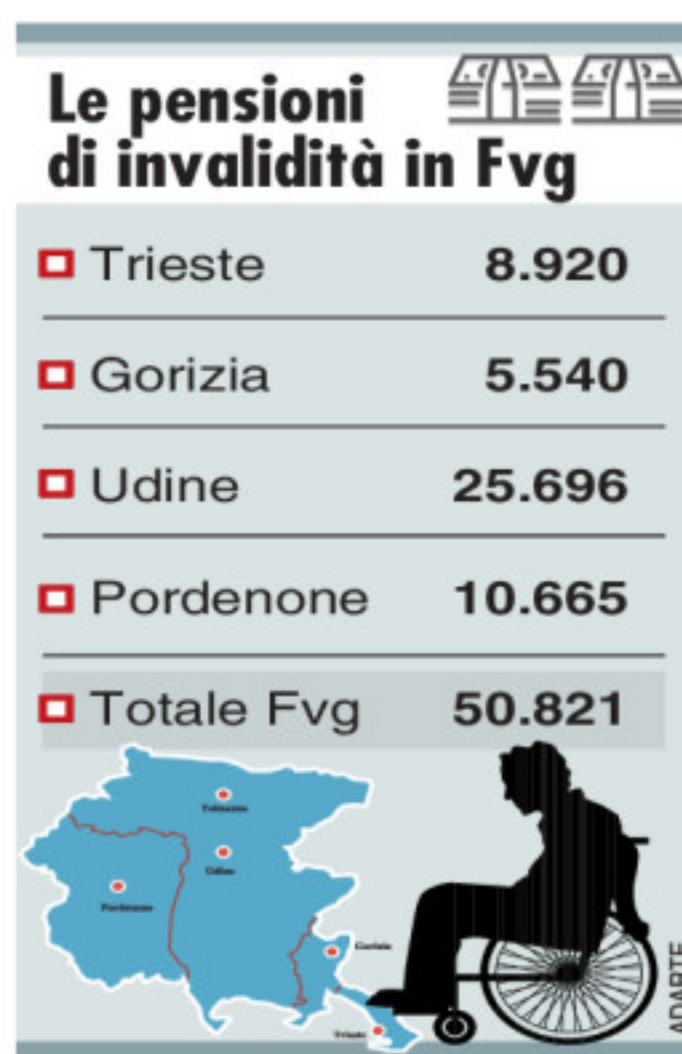 Le pensioni
di invalidità in Fvg
Trieste 8.920
Gorizia 5.540
Udine 25.696
Pordenone 10.665
Totale Fvg 50.821
Tolmezzo
Udine
Pordenone
Gorizia
Trieste
ADARTE